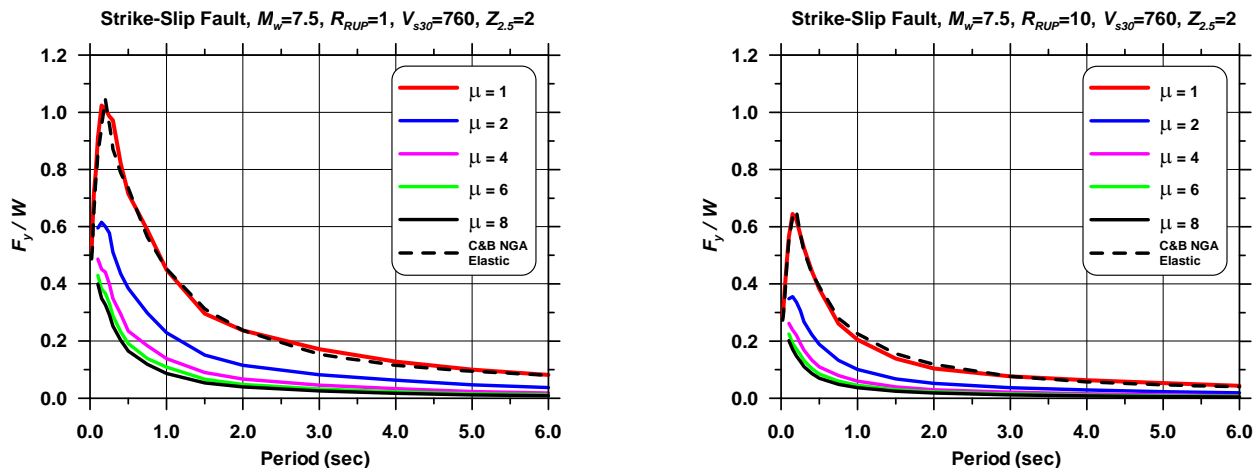 Strike-Slip Fault, Mw=7.5, RRUP=1, Vs30=760, Z2.5=2
1.2
1.0
0.8
0.6
0.4
0.2
0.0
Fy / W
μ = 1
μ = 2
μ = 4
μ = 6
μ = 8
C&B NGA
Elastic
0.0 1.0 2.0 3.0 4.0 5.0 6.0
Period (sec)
Strike-Slip Fault, Mw=7.5, RRUP=10, Vs30=760, Z2.5=2
1.2
1.0
0.8
0.6
0.4
0.2
0.0
Fy / W
μ = 1
μ = 2
μ = 4
μ = 6
μ = 8
C&B NGA
Elastic
0.0 1.0 2.0 3.0 4.0 5.0 6.0
Period (sec)